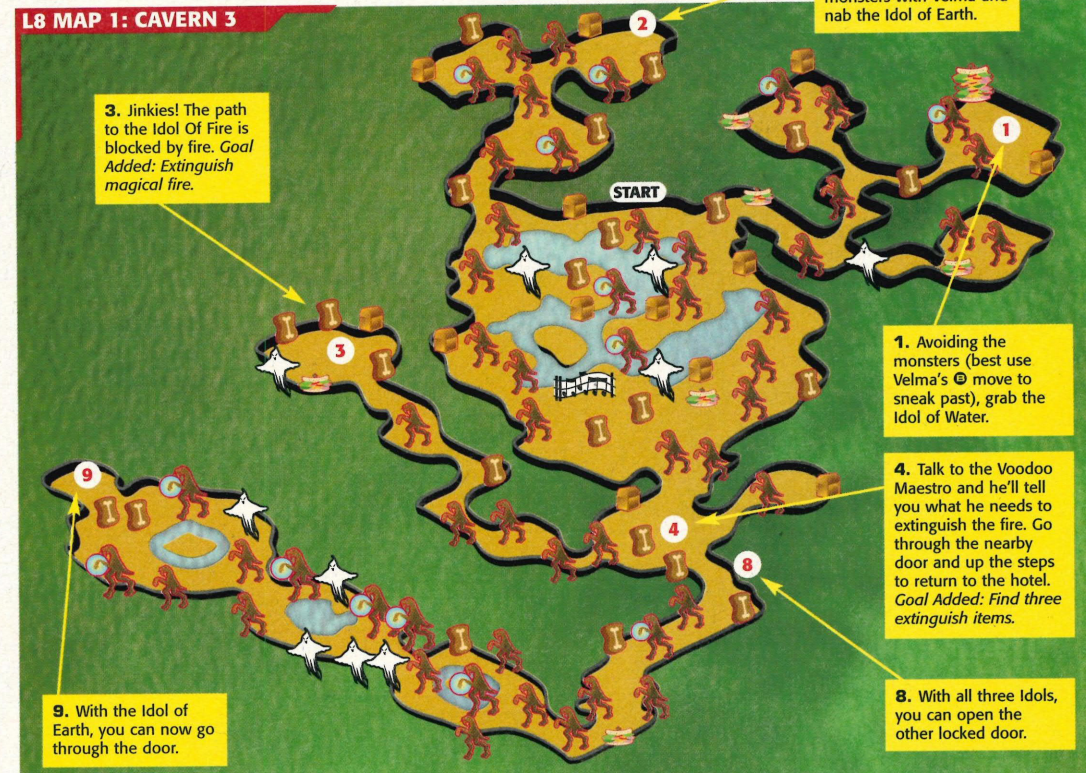 L8 MAP 1: CAVERN 3
monsters with Velma and
nab the Idol of Earth.
2
3. Jinkies! The path
to the Idol Of Fire is
blocked by fire. Goal
Added: Extinguish
magical fire.
1
START
3
1. Avoiding the
monsters (best use
Velma's B move to
sneak past), grab the
Idol of Water.
9
4
4. Talk to the Voodoo
Maestro and he'll tell
you what he needs to
extinguish the fire. Go
through the nearby
door and up the steps
to return to the hotel.
Goal Added: Find three
extinguish items.
8
9. With the Idol of
Earth, you can now go
through the door.
8. With all three Idols,
you can open the
other locked door.